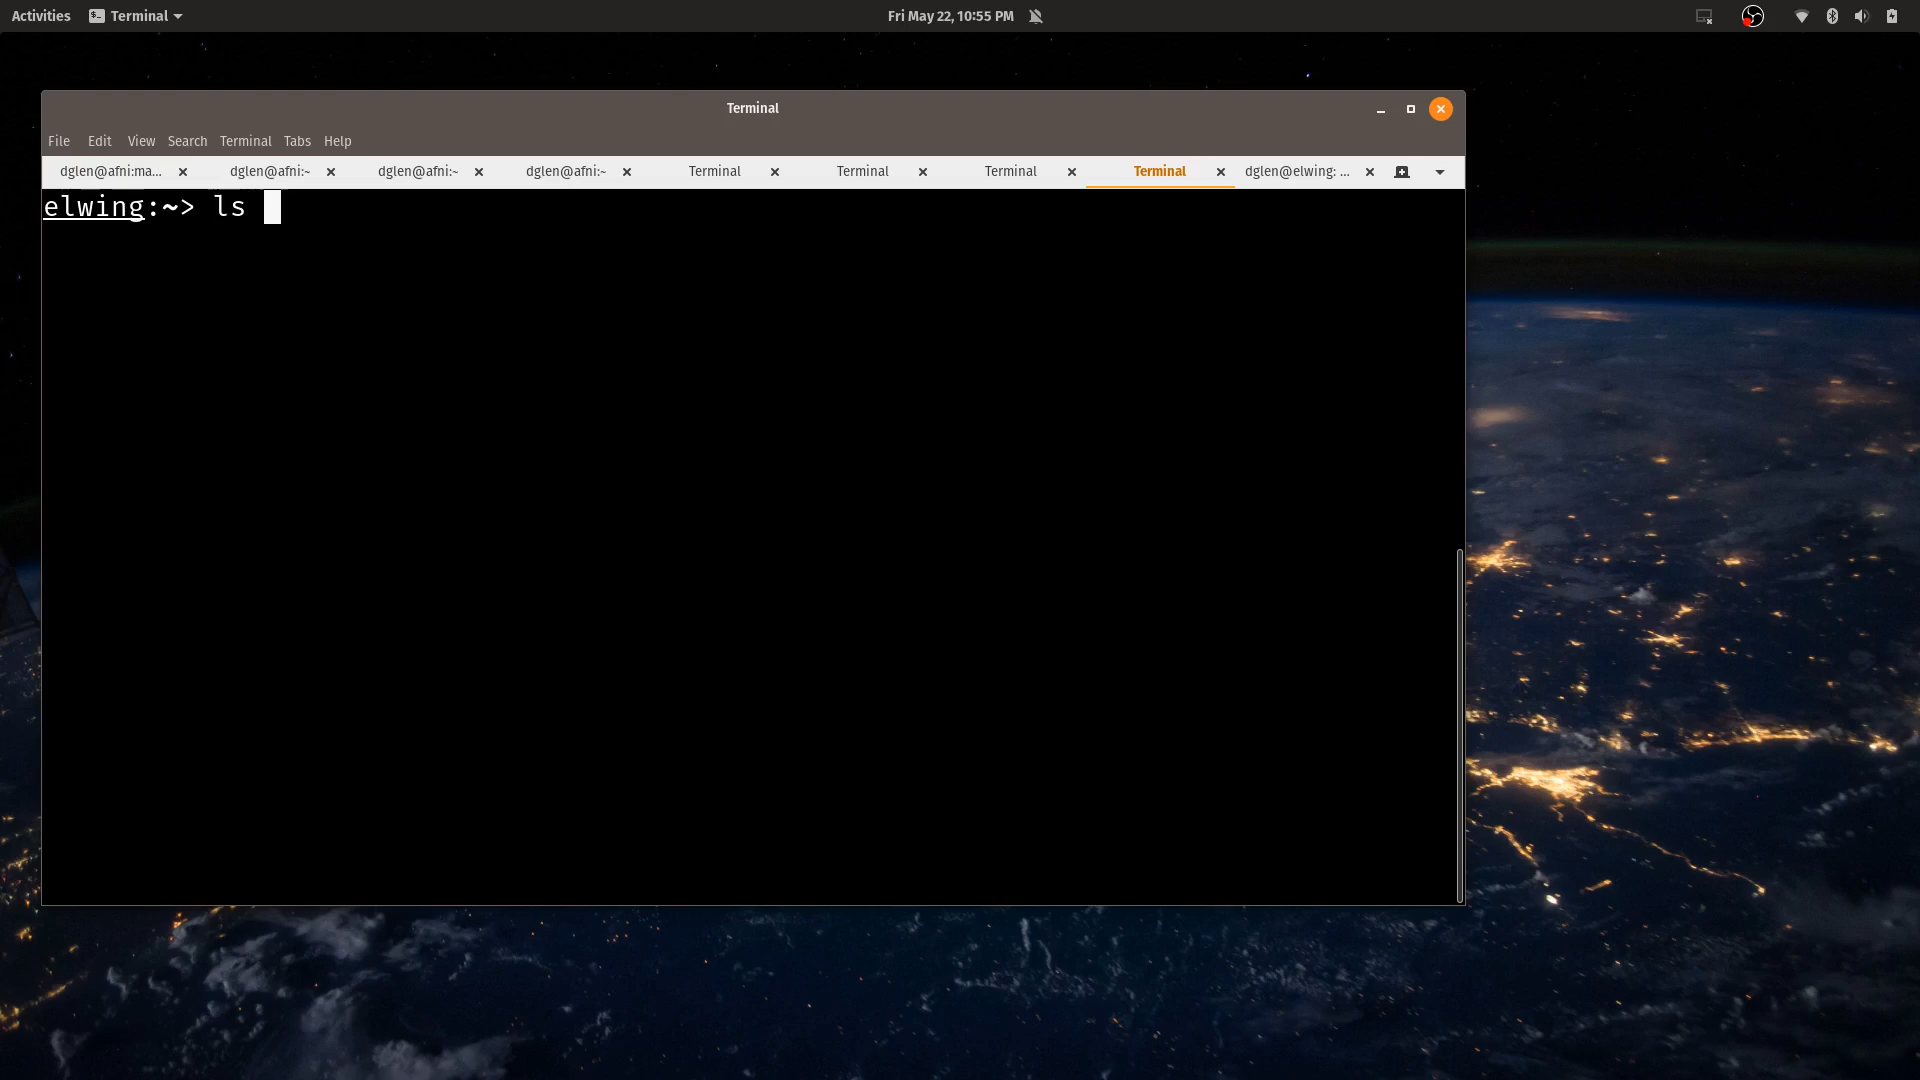 Activities Terminal Fri May 22, 10:55 PM
Terminal
File Edit View Search Terminal Tabs Help
dglen@afni:ma... dglen@afni:~ dglen@afni:~ dglen@afni:~ Terminal Terminal Terminal Terminal dglen@elwing: ...
elwing:~> ls